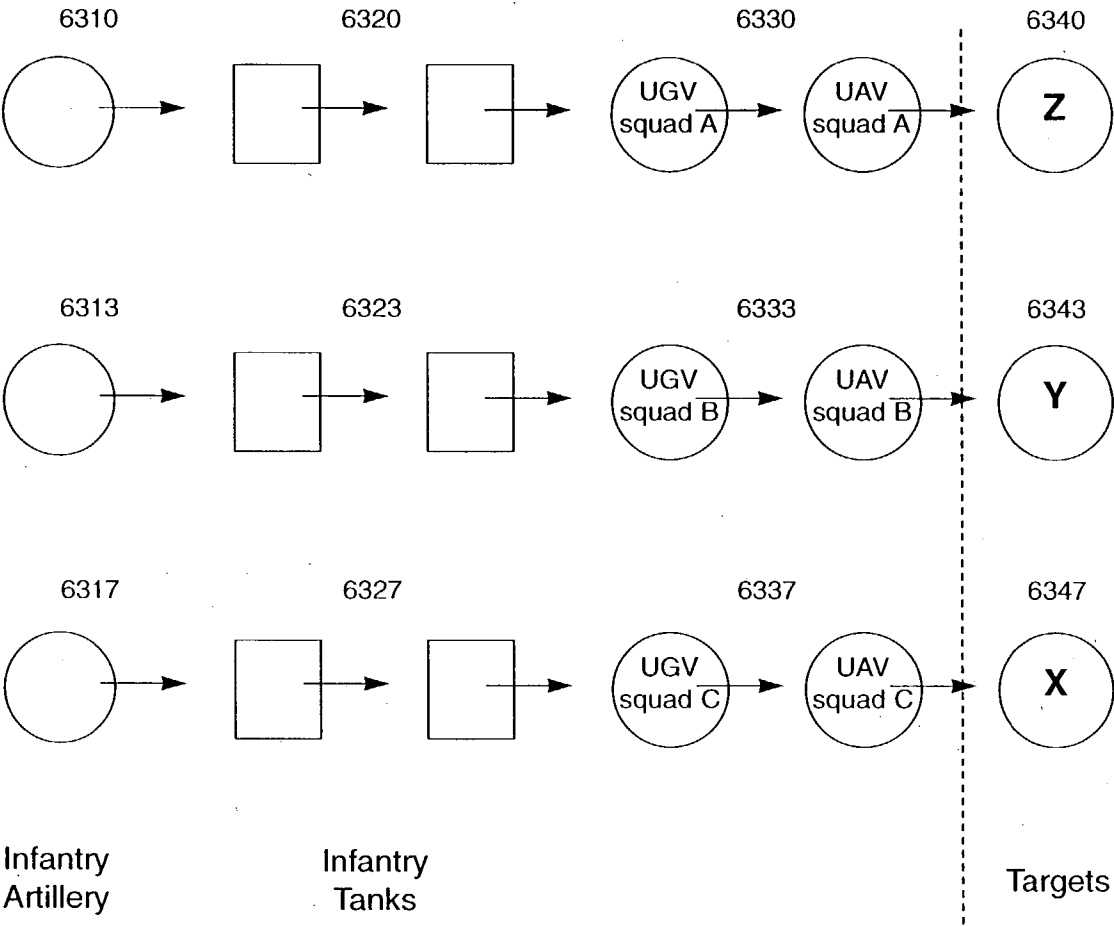 6310 6320 6330 6340
UGV UAV Z
squad A squad A
6313 6323 6333 6343
UGV UAV Y
squad B squad B
6317 6327 6337 6347
UGV UAV X
squad C squad C
Infantry Infantry
Artillery Tanks Targets